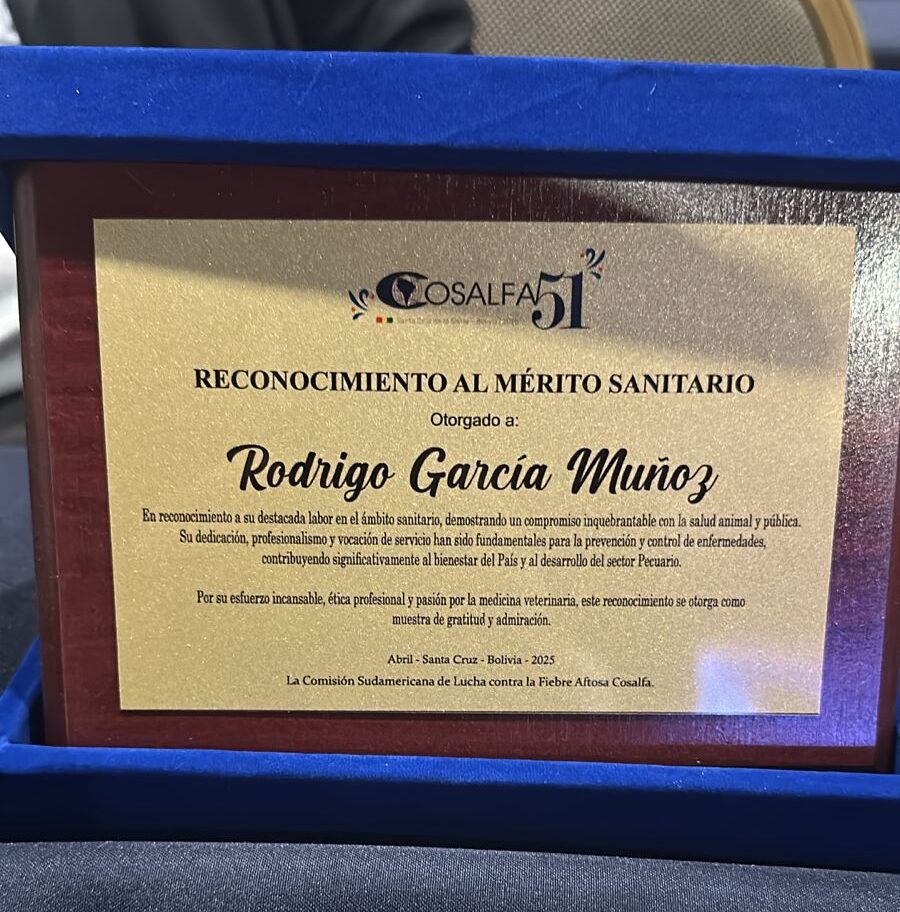 COSALFA 51
RECONOCIMIENTO AL MÉRITO SANITARIO
Otorgado a:
Rodrigo García Muñoz
En reconocimiento a su destacada labor en el ámbito sanitario, demostrando un compromiso inquebrantable con la salud animal y pública.
Su dedicación, profesionalismo y vocación de servicio han sido fundamentales para la prevención y control de enfermedades,
contribuyendo significativamente al bienestar del País y al desarrollo del sector Pecuario.
Por su esfuerzo incansable, ética profesional y pasión por la medicina veterinaria, este reconocimiento se otorga como
muestra de gratitud y admiración.
Abril - Santa Cruz - Bolivia - 2025
La Comisión Sudamericana de Lucha contra la Fiebre Aftosa Cosalfa.